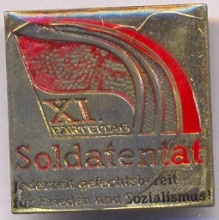 XI.
PARTEITAG
Soldatentat
Jederzeit gefechtsbereit
für Frieden und Sozialismus!